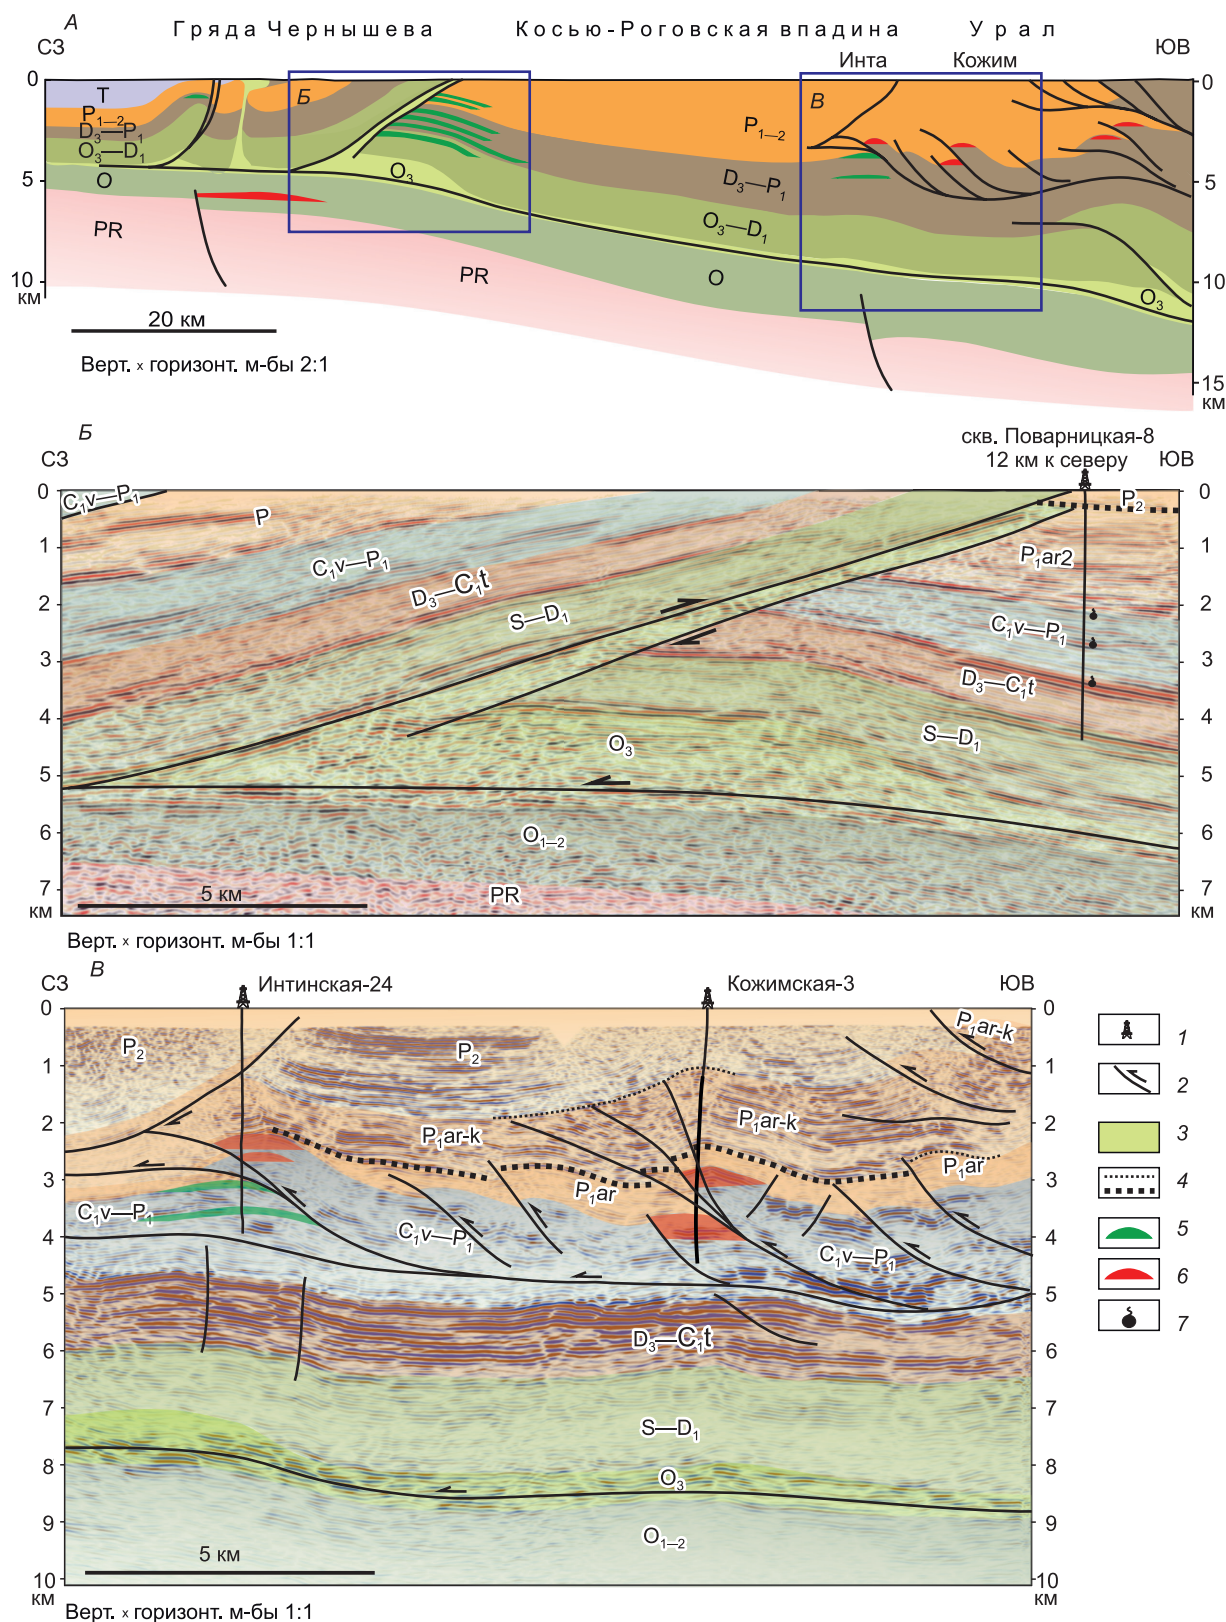 А
Гряда Чернышева
Косью-Роговская впадина
Урал
СЗ
ЮВ
Инта
Кожим
0
5
10
км
0
5
10
15
км
Т
P₁₋₂
D₃—P₁
O₃—D₁
O
PR
Б
O₃
PR
P₁₋₂
D₃—P₁
O₃—D₁
O
В
O₃
20 км
Верт. x горизонт. м-бы 2:1
Б
скв. Поварницкая-8
12 км к северу
СЗ
ЮВ
0
1
2
3
4
5
6
7
км
0
1
2
3
4
5
6
7
км
C₁v—P₁
P
C₁v—P₁
D₃—C₁t
S—D₁
P₂
P₁ar2
C₁v—P₁
D₃—C₁t
S—D₁
O₃
O₁₋₂
PR
5 км
Верт. x горизонт. м-бы 1:1
В
СЗ
Интинская-24
Кожимская-3
ЮВ
0
1
2
3
4
5
6
7
8
9
10
км
0
1
2
3
4
5
6
7
8
9
10
км
P₂
P₂
P₁ar-k
P₁ar-k
P₁ar-k
P₁ar
P₁ar
C₁v—P₁
C₁v—P₁
C₁v—P₁
D₃—C₁t
S—D₁
O₃
O₁₋₂
5 км
Верт. x горизонт. м-бы 1:1
1
2
3
4
5
6
7